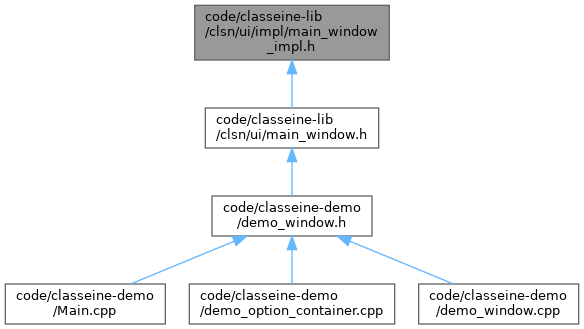 code/classeine-lib
/clsn/ui/impl/main_window
_impl.h
code/classeine-lib
/clsn/ui/main_window.h
code/classeine-demo
/demo_window.h
code/classeine-demo
/Main.cpp
code/classeine-demo
/demo_option_container.cpp
code/classeine-demo
/demo_window.cpp